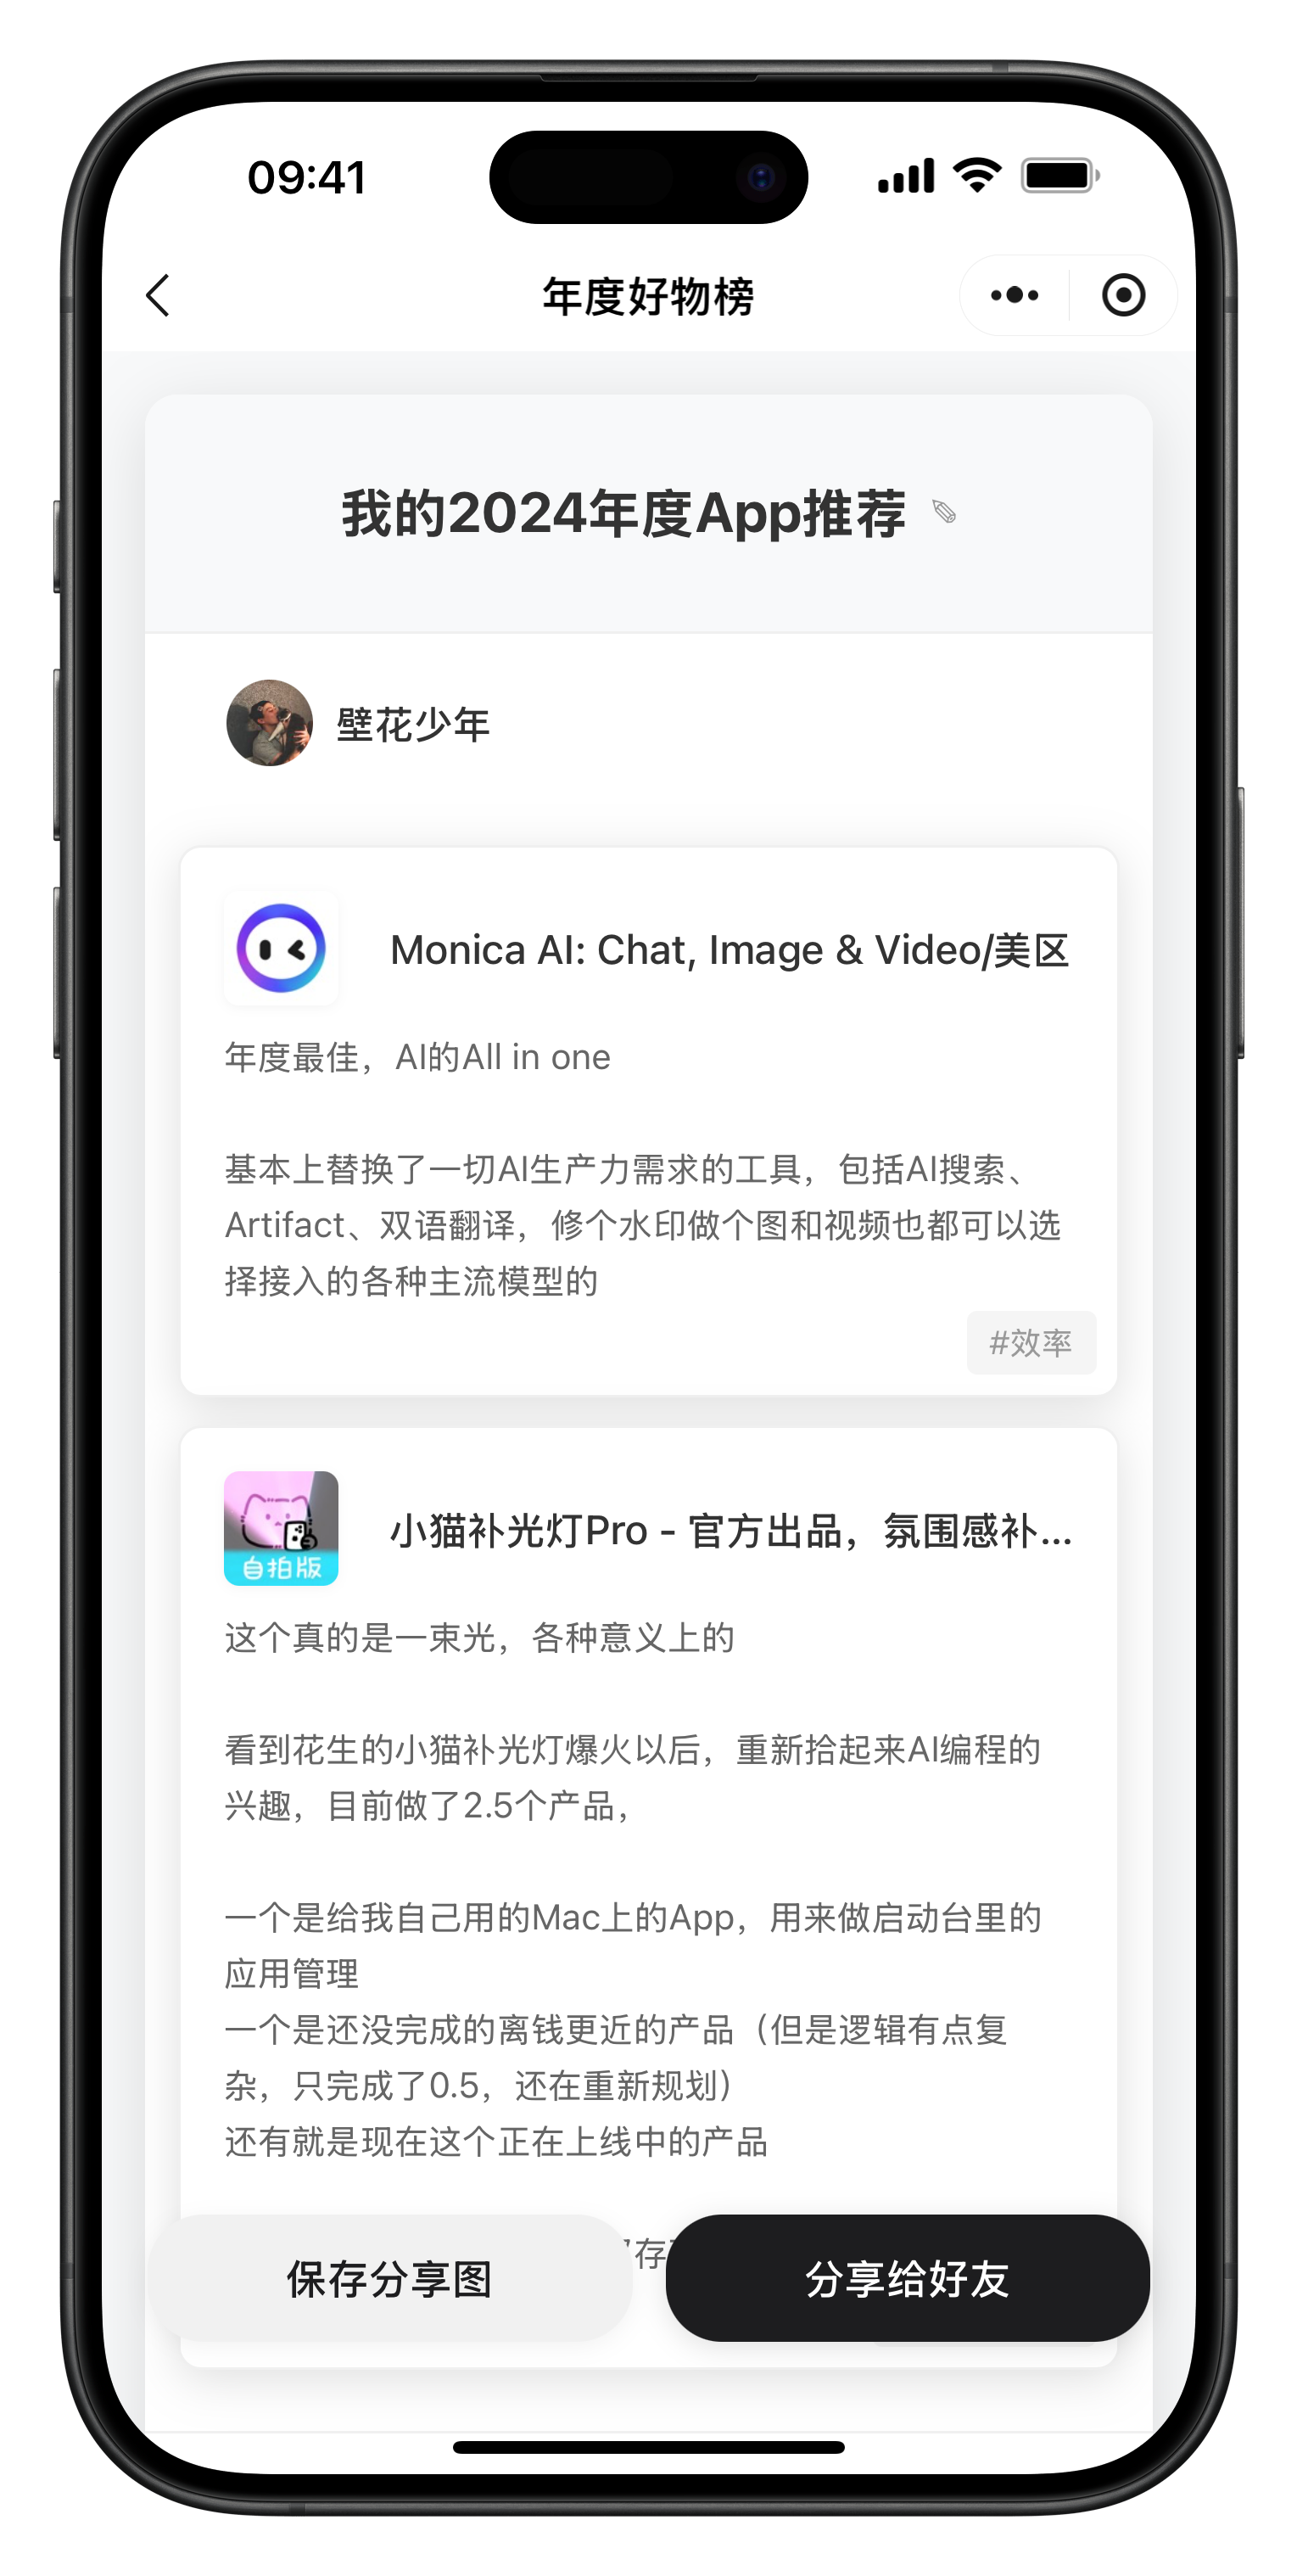 09:41
年度好物榜
我的2024年度App推荐
壁花少年
Monica AI: Chat, Image & Video/美区
年度最佳，AI的All in one
基本上替换了一切AI生产力需求的工具，包括AI搜索、
Artifact、双语翻译，修个水印做个图和视频也都可以选
择接入的各种主流模型的
#效率
自拍版
小猫补光灯Pro - 官方出品，氛围感补...
这个真的是一束光，各种意义上的
看到花生的小猫补光灯爆火以后，重新拾起来AI编程的
兴趣，目前做了2.5个产品，
一个是给我自己用的Mac上的App，用来做启动台里的
应用管理
一个是还没完成的离钱更近的产品（但是逻辑有点复
杂，只完成了0.5，还在重新规划）
还有就是现在这个正在上线中的产品
存
保存分享图
分享给好友